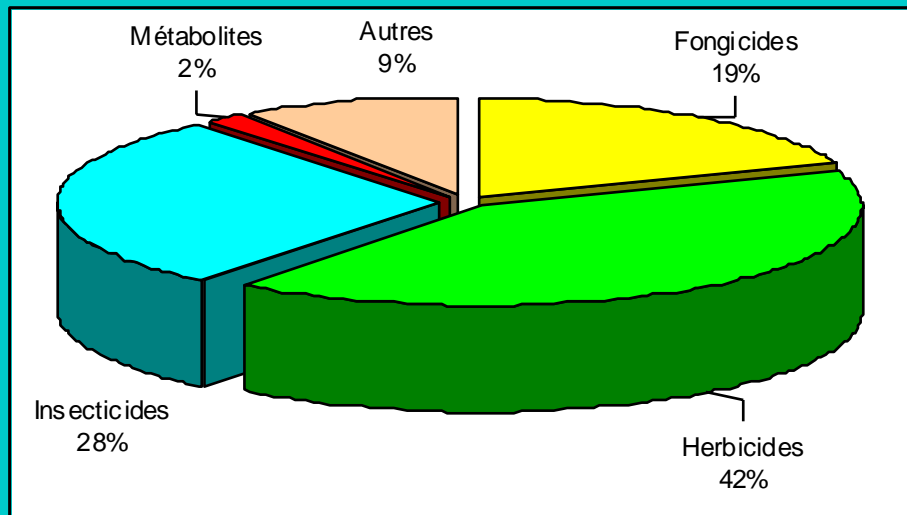 Métabolites
2%
Autres
9%
Fongicides
19%
Insecticides
28%
Herbicides
42%